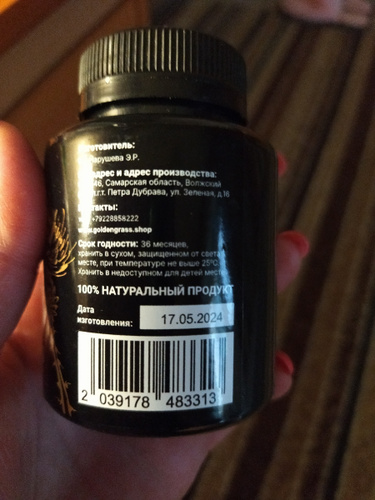 Марушева Э.Р.
адрес и адрес производства:
Самарская область, Волжский
Петра Дубрава, ул. Зеленая, д.16
+79228858222
www.goldengrass.shop
Срок годности: 36 месяцев,
хранить в сухом, защищенном от света
месте, при температуре не выше 25°C
Хранить в недоступном для детей месте
100% НАТУРАЛЬНЫЙ ПРОДУКТ
Дата
изготовления: 17.05.2024
2 039178 483313